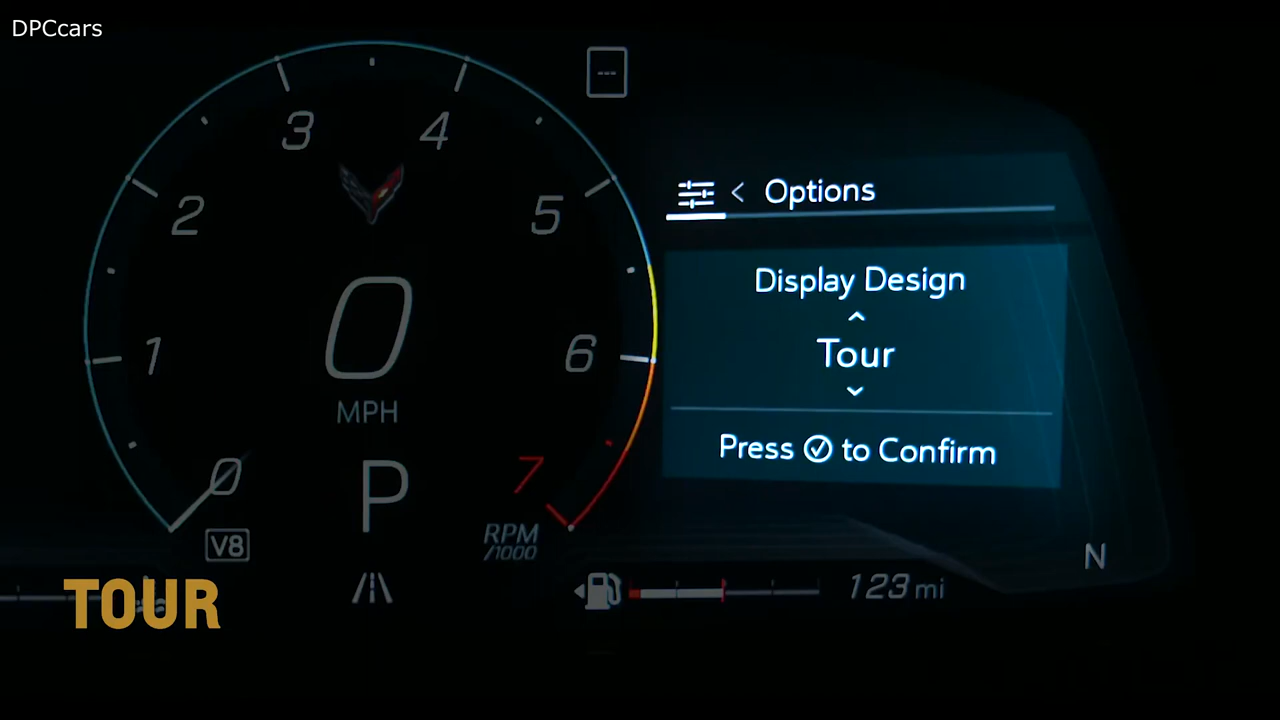 DPCcars
---
3 4
Options
2 5
Display Design
0
Tour
1 6
MPH
Press to Confirm
0 P 7
V8
RPM
/1000
N
TOUR
123 mi